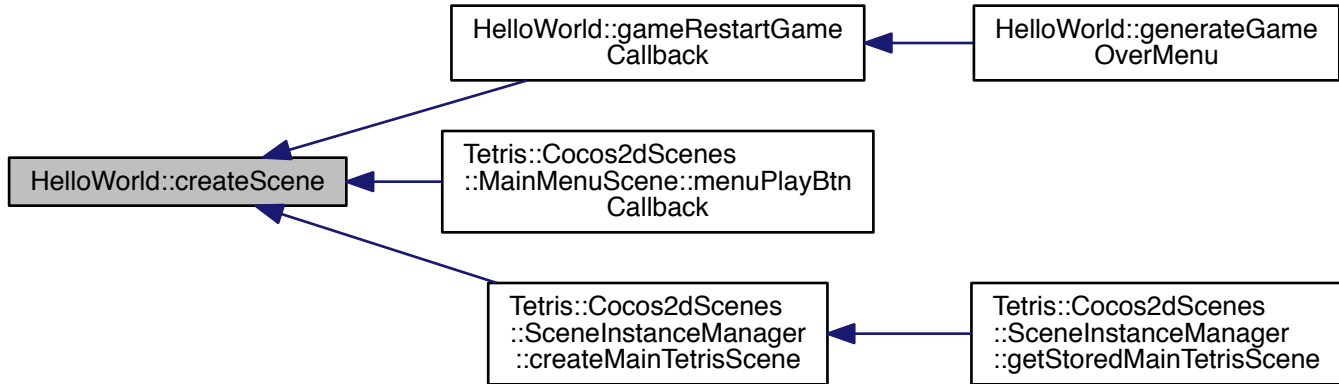 HelloWorld::gameRestartGame
Callback
HelloWorld::generateGame
OverMenu
HelloWorld::createScene
Tetris::Cocos2dScenes
::MainMenuScene::menuPlayBtn
Callback
Tetris::Cocos2dScenes
::SceneInstanceManager
::createMainTetrisScene
Tetris::Cocos2dScenes
::SceneInstanceManager
::getStoredMainTetrisScene